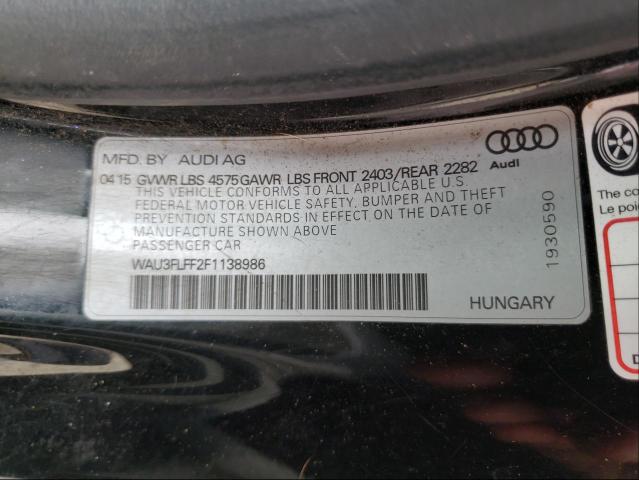 MFD. BY AUDI AG
Audi
04 15 GVWR LBS 4575 GAWR LBS FRONT 2403/REAR 2282
THIS VEHICLE CONFORMS TO ALL APPLICABLE U.S.
FEDERAL MOTOR VEHICLE SAFETY, BUMPER AND THEFT
PREVENTION STANDARDS IN EFFECT ON THE DATE OF
MANUFACTURE SHOWN ABOVE
PASSENGER CAR
WAU3FLFF2F1138986
HUNGARY
1930590
The co
Le poi
D